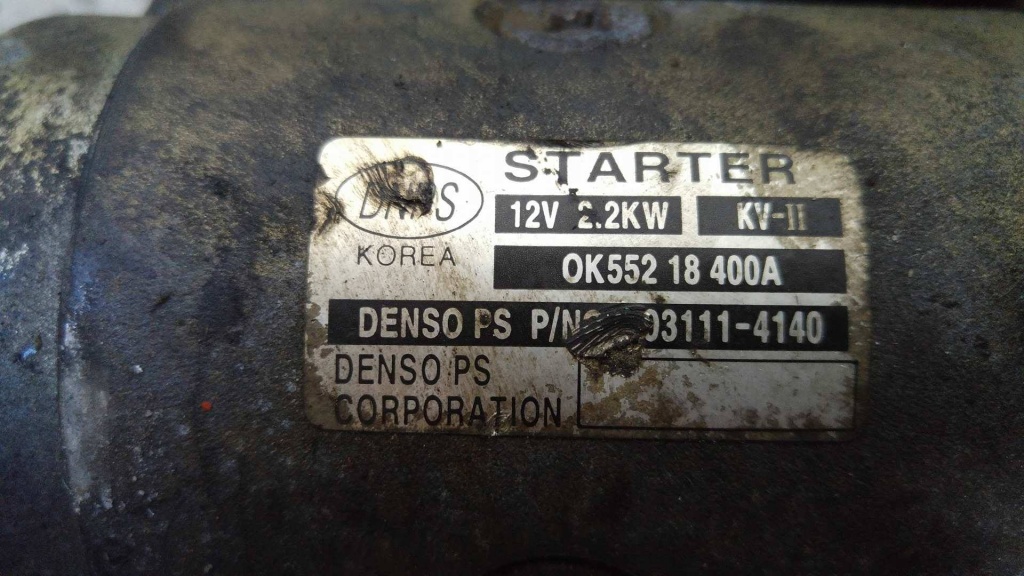 STARTER
12V 2.2KW KV-II
KOREA
OK552 18 400A
DENSO PS P/N 03111-4140
DENSO PS
CORPORATION